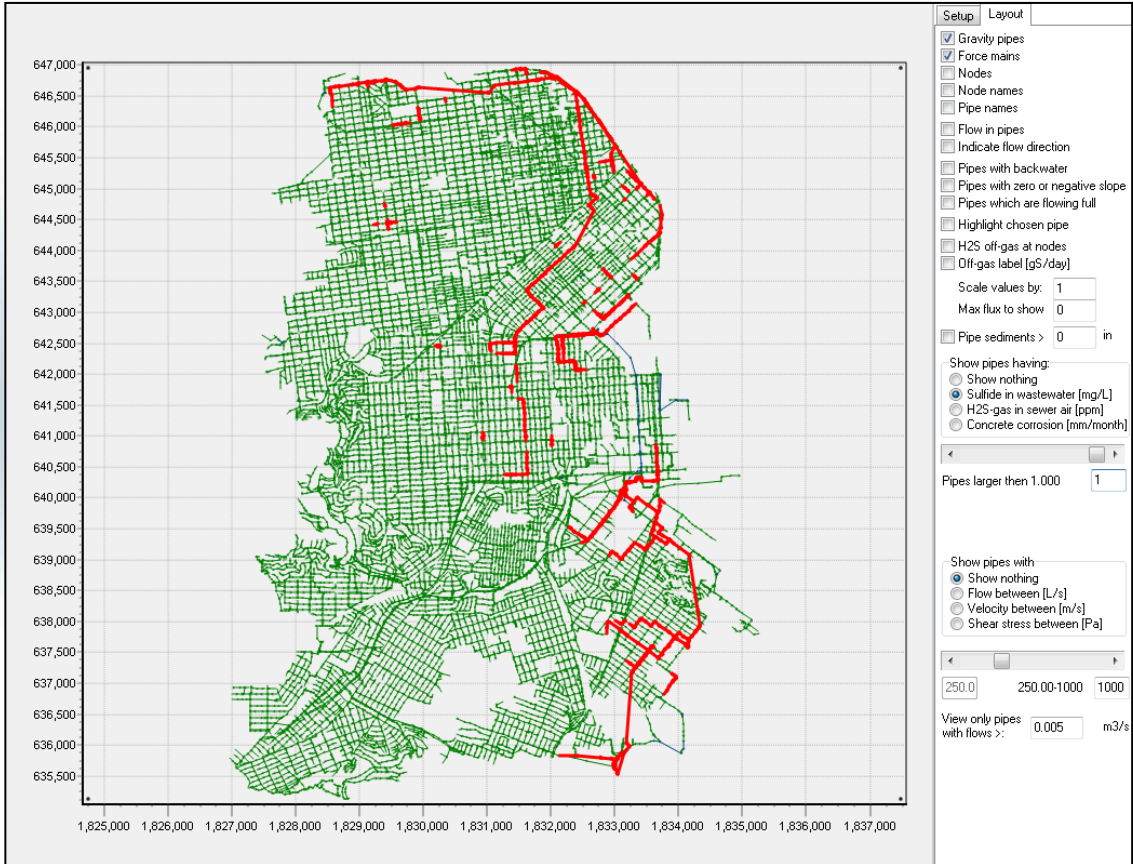 Setup Layout
Gravity pipes
Force mains
Nodes
Node names
Pipe names
Flow in pipes
Indicate flow direction
Pipes with backwater
Pipes with zero or negative slope
Pipes which are flowing full
Highlight chosen pipe
H2S off-gas at nodes
Off-gas label [gS/day]
Scale values by: 1
Max flux to show 0
Pipe sediments > 0 in
Show pipes having:
Show nothing
Sulfide in wastewater [mg/L]
H2S-gas in sewer air [ppm]
Concrete corrosion [mm/month]
Pipes larger then 1.000 1
Show pipes with
Show nothing
Flow between [L/s]
Velocity between [m/s]
Shear stress between [Pa]
250.0 250.00-1000 1000
View only pipes
with flows >: 0.005 m3/s
647,000
646,500
646,000
645,500
645,000
644,500
644,000
643,500
643,000
642,500
642,000
641,500
641,000
640,500
640,000
639,500
639,000
638,500
638,000
637,500
637,000
636,500
636,000
635,500
1,825,000 1,826,000 1,827,000 1,828,000 1,829,000 1,830,000 1,831,000 1,832,000 1,833,000 1,834,000 1,835,000 1,836,000 1,837,000